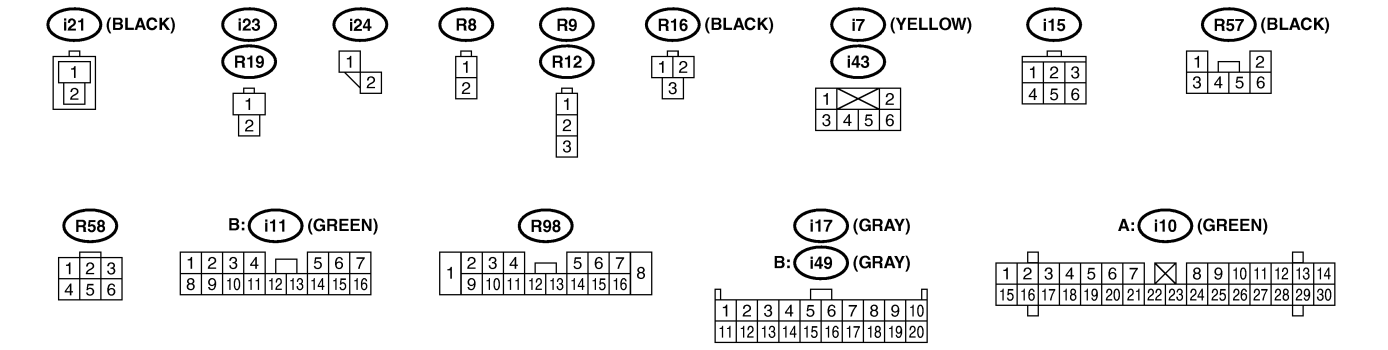 i21 (BLACK) i23 i24 R8 R9 R16 (BLACK) i7 (YELLOW) i15 R57 (BLACK)
R19 R12 i43
1 1 1 1 1 1 2 1 2 1 2 3 1 2
2 2 2 2 2 3 3 4 5 6 4 5 6 3 4 5 6
3
R58 B: i11 (GREEN) R98 i17 (GRAY) A: i10 (GREEN)
B: i49 (GRAY)
1 2 3 1 2 3 4 5 6 7 1 2 3 4 5 6 7 8 1 2 3 4 5 6 7 8 9 10 11 12 13 14
4 5 6 8 9 10 11 12 13 14 15 16 9 10 11 12 13 14 15 16 15 16 17 18 19 20 21 22 23 24 25 26 27 28 29 30
1 2 3 4 5 6 7 8 9 10
11 12 13 14 15 16 17 18 19 20